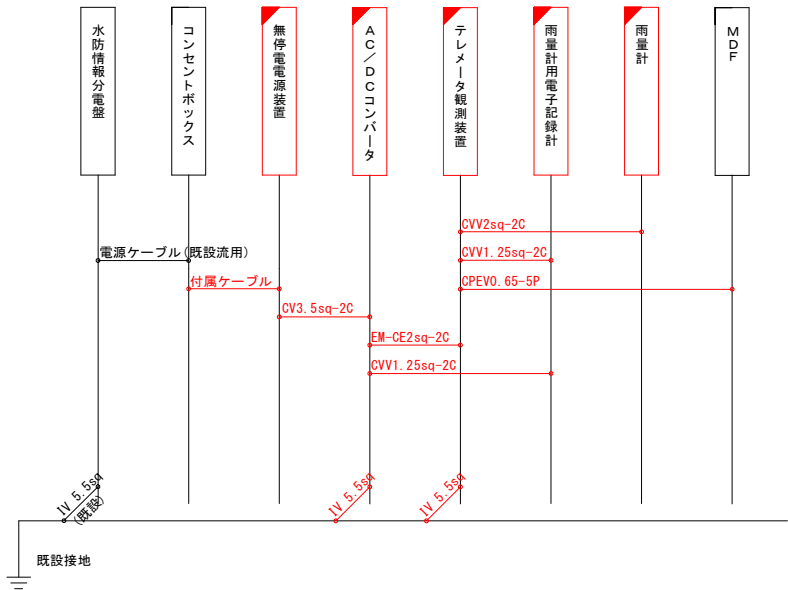 水防情報分電盤
コンセントボックス
無停電電源装置
AC/DCコンバータ
テレメータ観測装置
雨量計用電子記録計
雨量計
MDF
CVV2sq-2C
電源ケーブル(既設流用)
CVV1.25sq-2C
付属ケーブル
CPEV0.65-5P
CV3.5sq-2C
EM-CE2sq-2C
CVV1.25sq-2C
IV 5.5sq
(既設)
IV 5.5sq
IV 5.5sq
既設接地